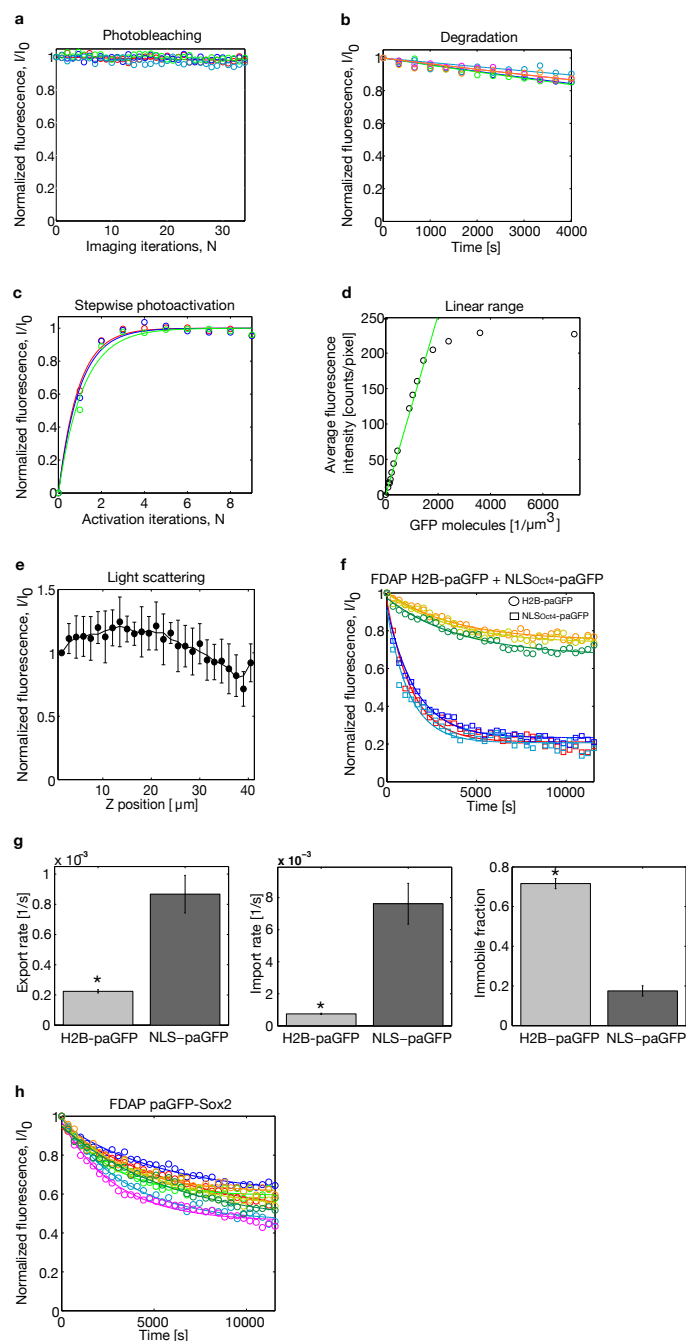 a
Photobleaching
Normalized fluorescence, I/I0
1
0.8
0.6
0.4
0.2
0
0 10 20 30
Imaging iterations, N
b
Degradation
Normalized fluorescence, I/I0
1
0.8
0.6
0.4
0.2
0
0 1000 2000 3000 4000
Time [s]
c
Stepwise photoactivation
Normalized fluorescence, I/I0
1
0.8
0.6
0.4
0.2
0
0 2 4 6 8
Activation iterations, N
d
Linear range
Average fluorescence
intensity [counts/pixel]
250
200
150
100
50
0
0 2000 4000 6000
GFP molecules [1/µm3]
e
Light scattering
Normalized fluorescence, I/I0
1.5
1
0.5
0
10 20 30 40
Z position [µm]
f
FDAP H2B-paGFP + NLSOct4-paGFP
H2B-paGFP
NLSOct4-paGFP
Normalized fluorescence, I/I0
1
0.8
0.6
0.4
0.2
0
0 5000 10000
Time [s]
g
x 10−3
Export rate [1/s]
1
0.8
0.6
0.4
0.2
0
*
H2B-paGFP NLS−paGFP
x 10−3
Import rate [1/s]
8
6
4
2
0
*
H2B-paGFP NLS−paGFP
Immobile fraction
0.8
0.6
0.4
0.2
0
*
H2B−paGFP NLS−paGFP
h
FDAP paGFP-Sox2
Normalized fluorescence, I/I0
1
0.8
0.6
0.4
0.2
0
0 5000 10000
Time [s]